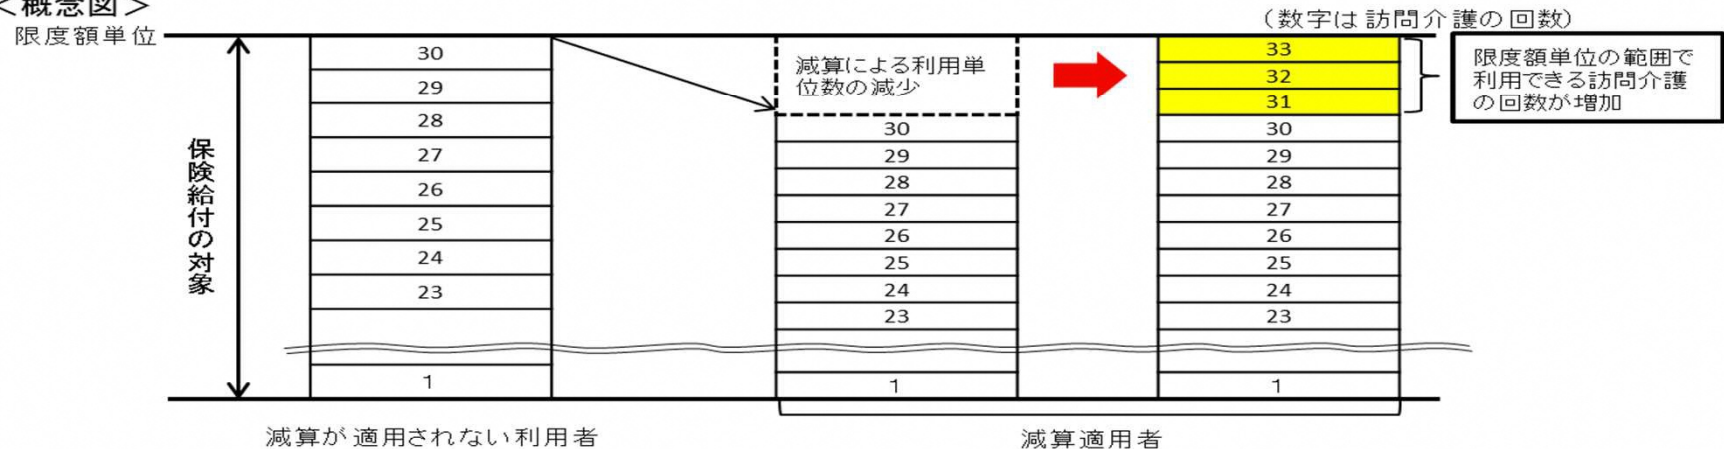 ＜概念図＞
（数字は訪問介護の回数）
限度額単位
保険給付の対象
30
29
28
27
26
25
24
23
1
減算による利用単
位数の減少
30
29
28
27
26
25
24
23
1
33
32
31
30
29
28
27
26
25
24
23
1
限度額単位の範囲で
利用できる訪問介護
の回数が増加
減算が適用されない利用者
減算適用者